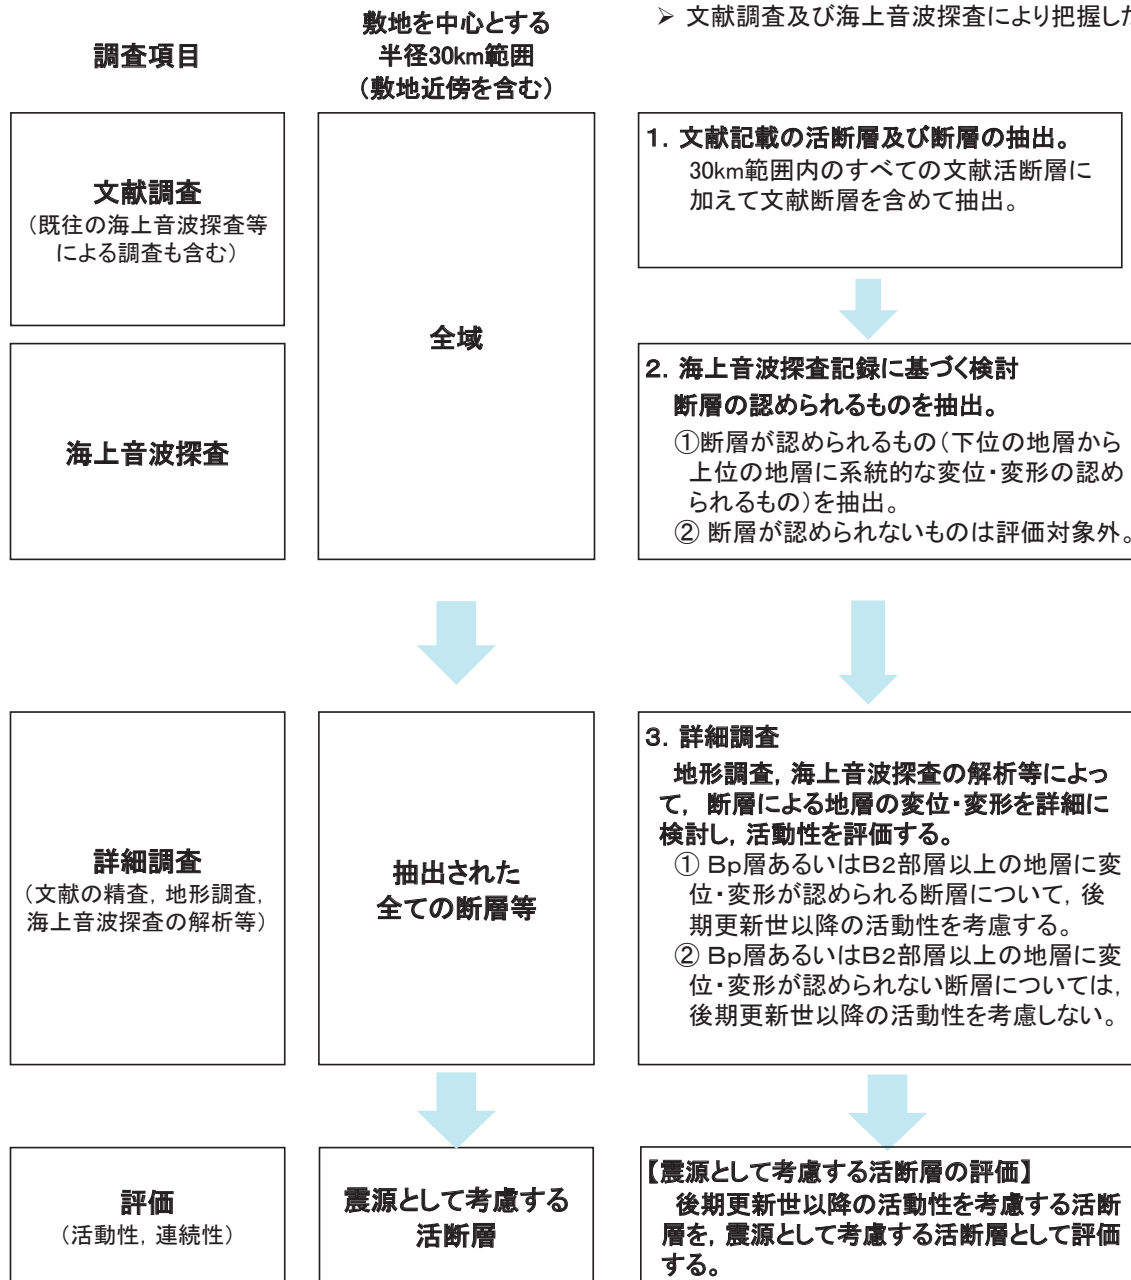 調査項目
敷地を中心とする
半径30km範囲
（敷地近傍を含む）
➢ 文献調査及び海上音波探査により把握し
文献調査
（既往の海上音波探査等
による調査も含む）
海上音波探査
全域
1．文献記載の活断層及び断層の抽出。
30km範囲内のすべての文献活断層に
加えて文献断層を含めて抽出。
2．海上音波探査記録に基づく検討
断層の認められるものを抽出。
①断層が認められるもの（下位の地層から
上位の地層に系統的な変位・変形の認め
られるもの）を抽出。
② 断層が認められないものは評価対象外。
詳細調査
（文献の精査，地形調査，
海上音波探査の解析等）
抽出された
全ての断層等
3．詳細調査
地形調査，海上音波探査の解析等によっ
て，断層による地層の変位・変形を詳細に
検討し，活動性を評価する。
① Bp層あるいはB2部層以上の地層に変
位・変形が認められる断層について，後
期更新世以降の活動性を考慮する。
② Bp層あるいはB2部層以上の地層に変
位・変形が認められない断層については，
後期更新世以降の活動性を考慮しない。
評価
（活動性，連続性）
震源として考慮する
活断層
【震源として考慮する活断層の評価】
後期更新世以降の活動性を考慮する活断
層を，震源として考慮する活断層として評価
する。